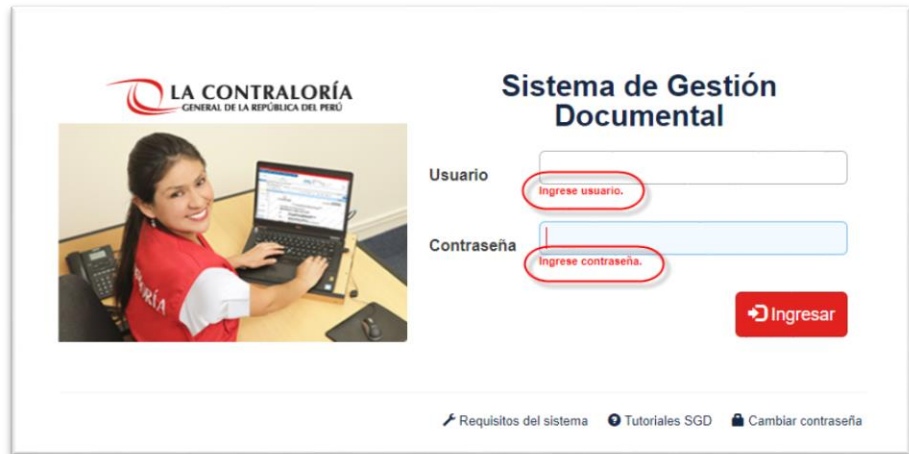 LA CONTRALORÍA
GENERAL DE LA REPÚBLICA DEL PERÚ
Sistema de Gestión
Documental
Usuario
Ingrese usuario.
Contraseña
Ingrese contraseña.
Ingresar
Requisitos del sistema
Tutoriales SGD
Cambiar contraseña